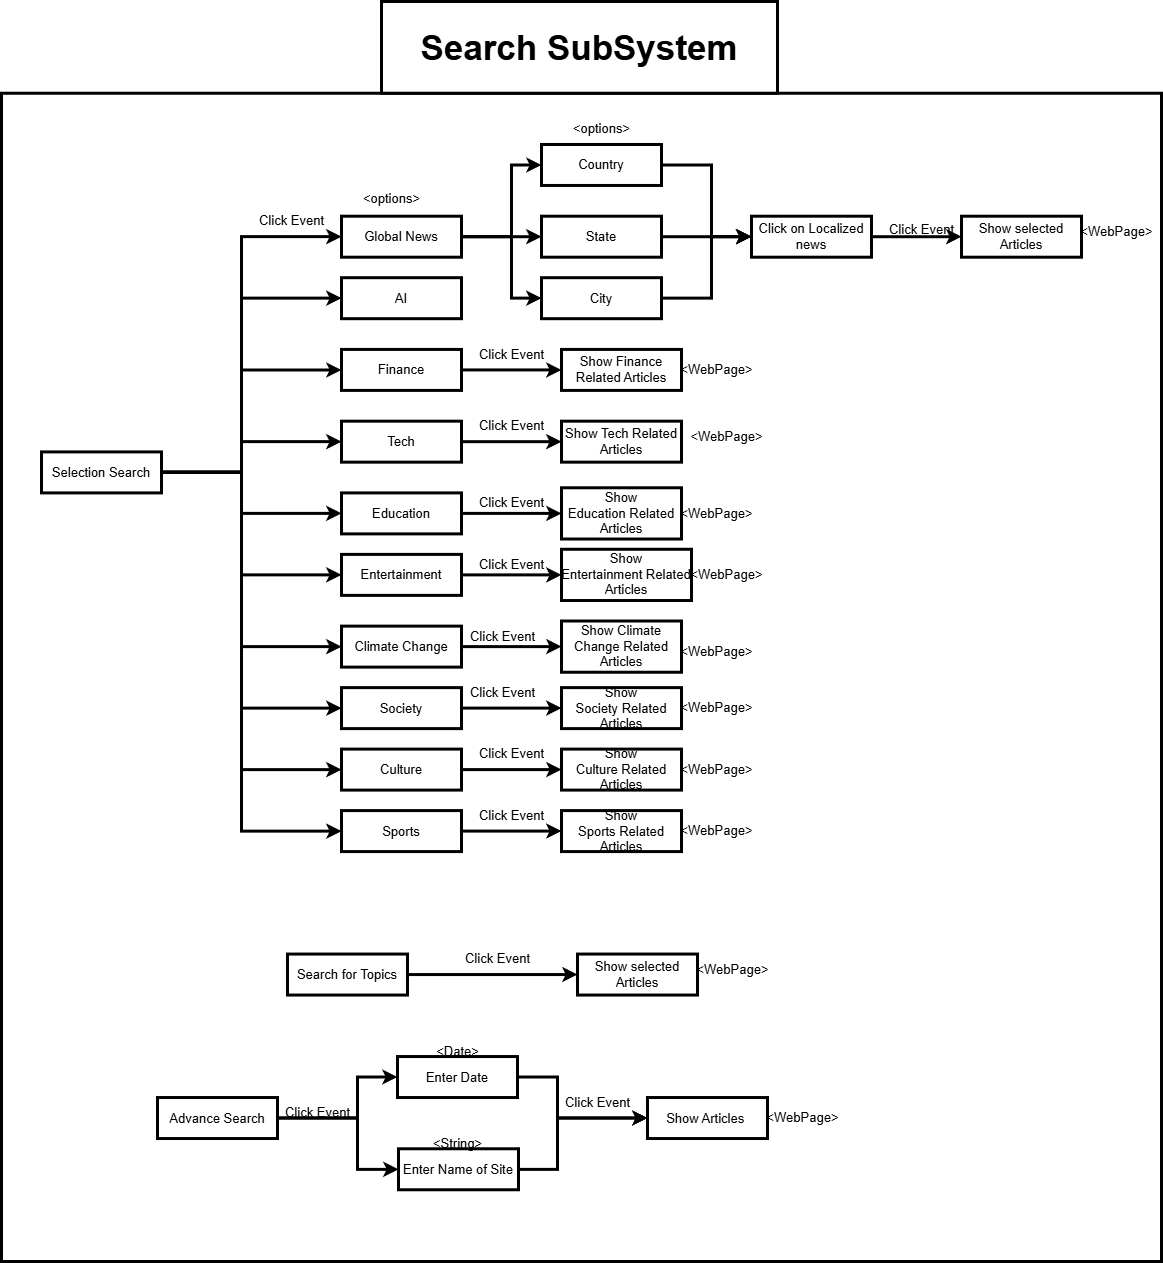 Search SubSystem
<options>
Country
<options>
Click Event
Global News
State
Click on Localized
news
Click Event
Show selected
Articles
<WebPage>
AI
City
Finance
Click Event
Show Finance
Related Articles
<WebPage>
Tech
Click Event
Show Tech Related
Articles
<WebPage>
Selection Search
Education
Click Event
Show
Education Related
Articles
<WebPage>
Entertainment
Click Event
Show
Entertainment Related
Articles
<WebPage>
Climate Change
Click Event
Show Climate
Change Related
Articles
<WebPage>
Society
Click Event
Show
Society Related
Articles
<WebPage>
Culture
Click Event
Show
Culture Related
Articles
<WebPage>
Sports
Click Event
Show
Sports Related
Articles
<WebPage>
Search for Topics
Click Event
Show selected
Articles
<WebPage>
<Date>
Enter Date
Advance Search
Click Event
Click Event
Show Articles
<WebPage>
<String>
Enter Name of Site